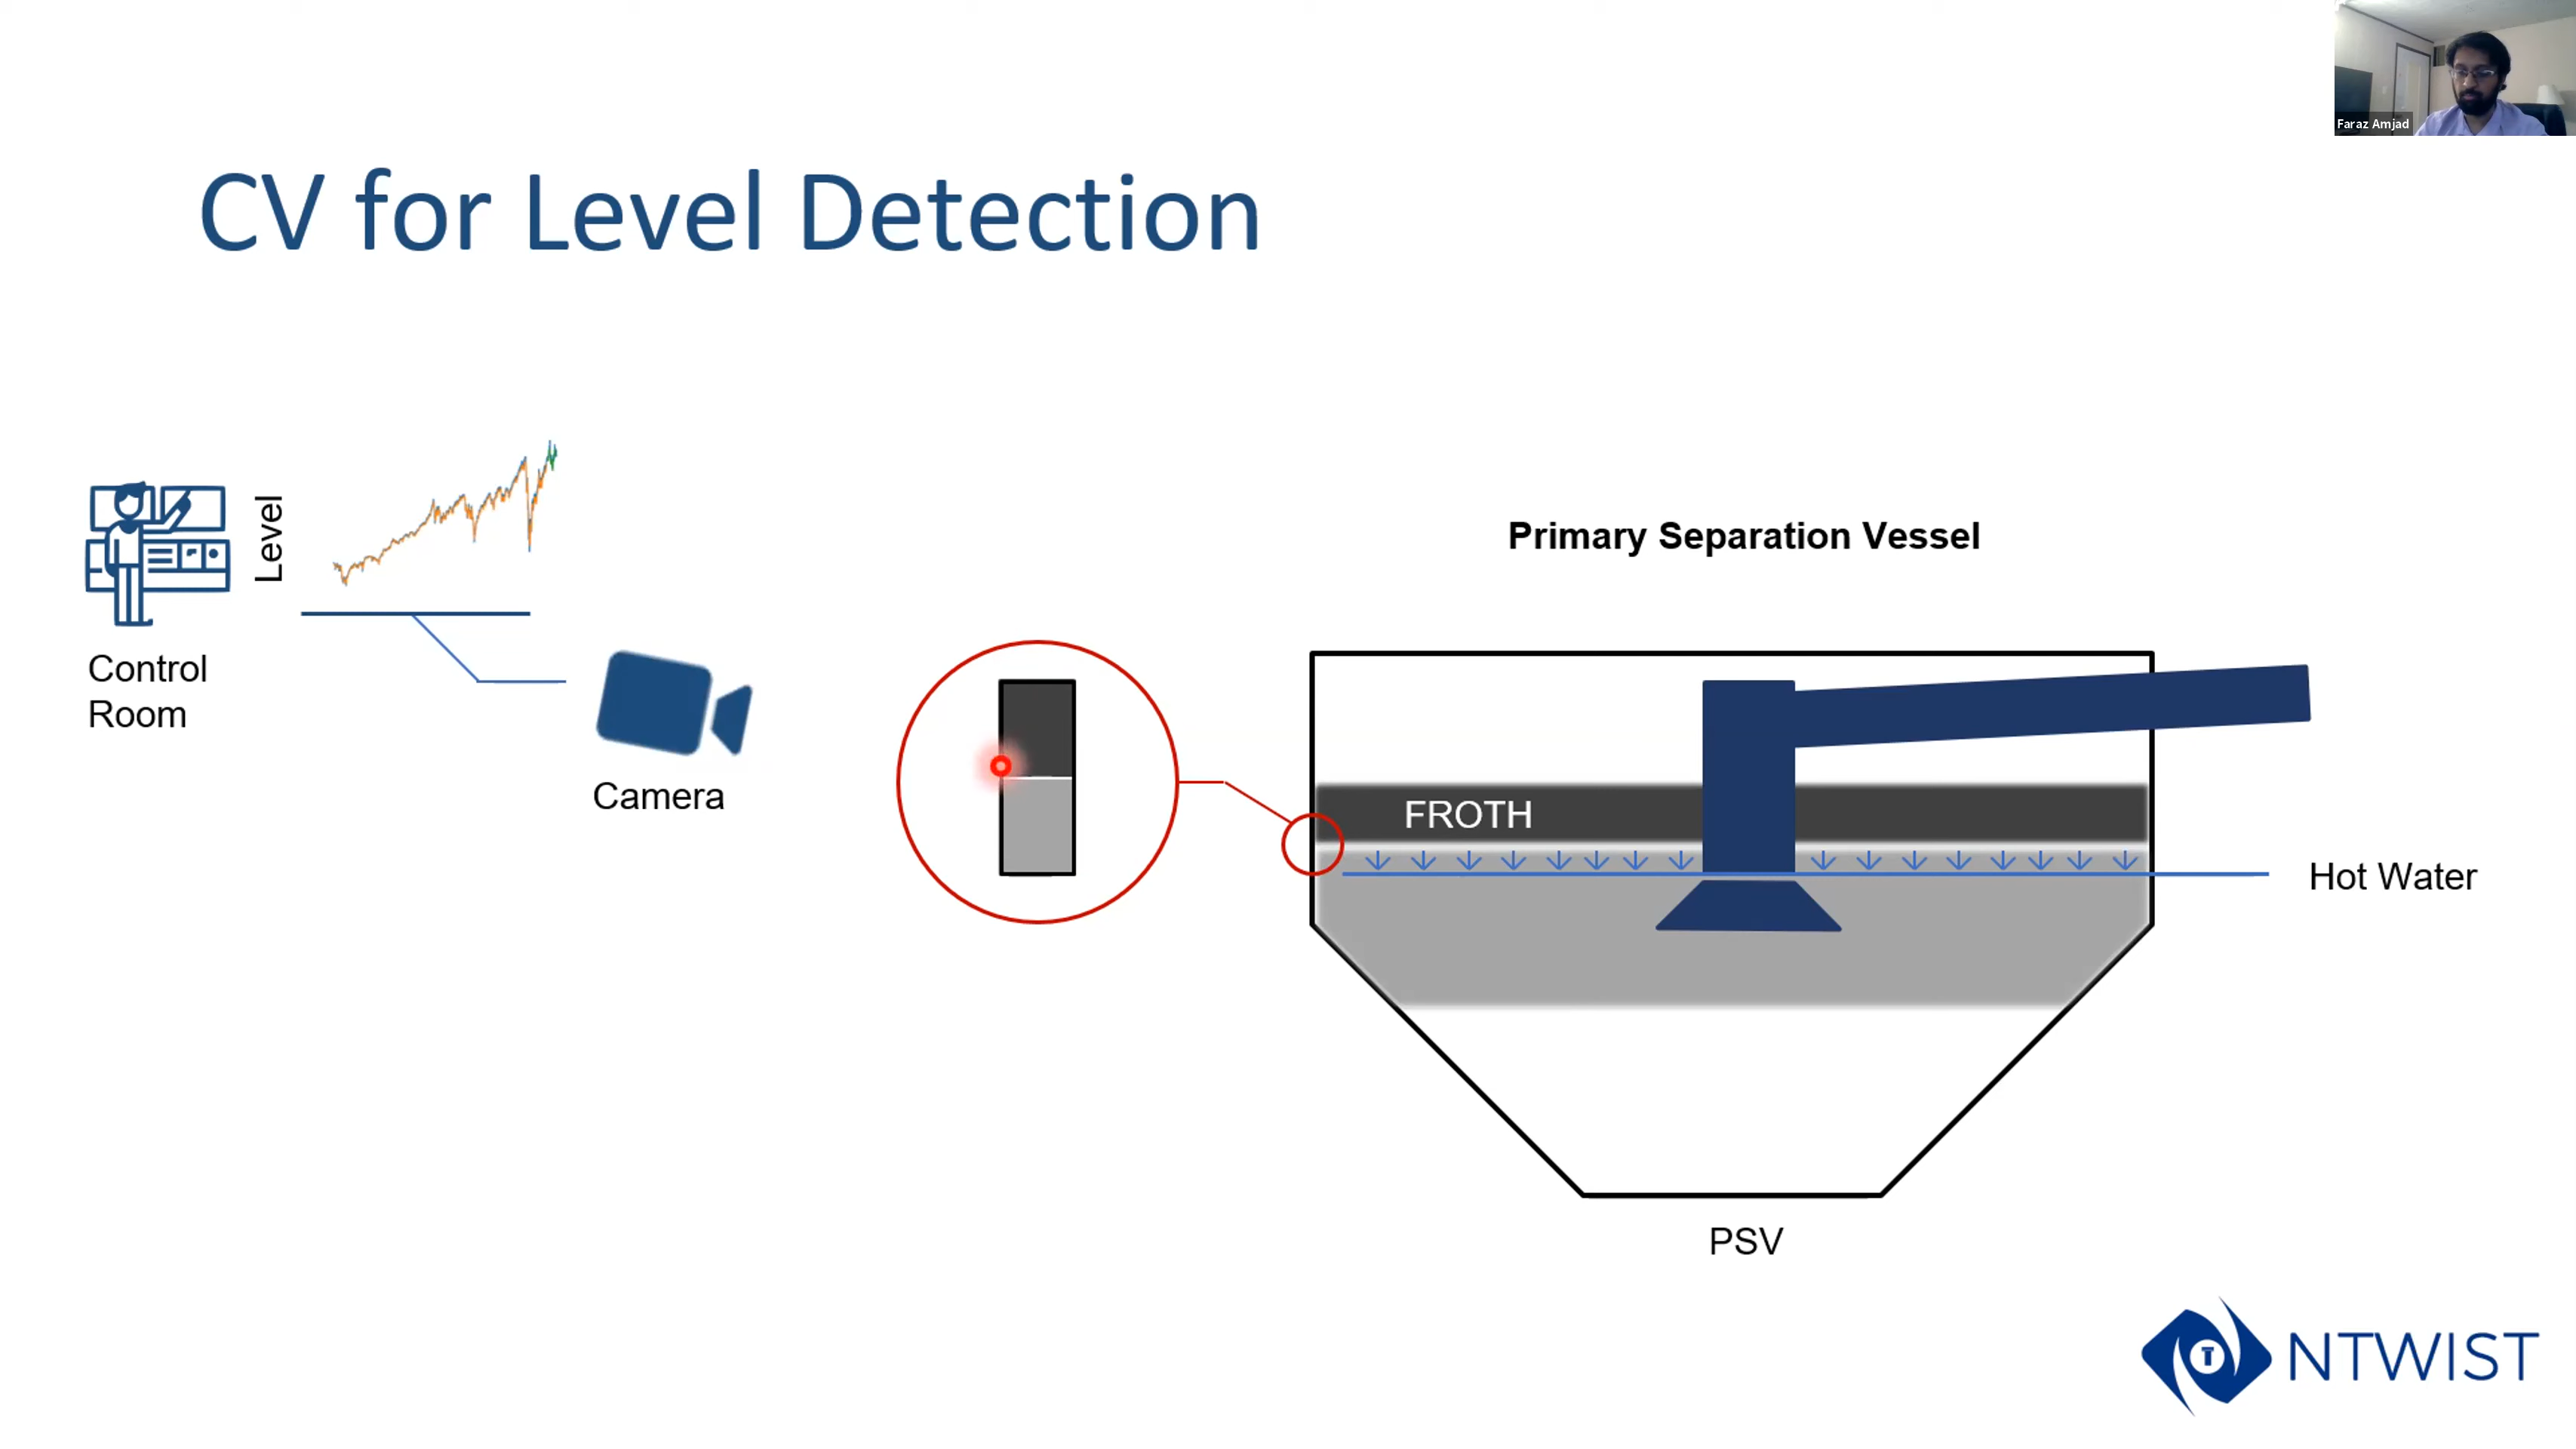 Faraz Amjad
CV for Level Detection
Level
Control
Room
Camera
Primary Separation Vessel
FROTH
Hot Water
PSV
T
NTWIST